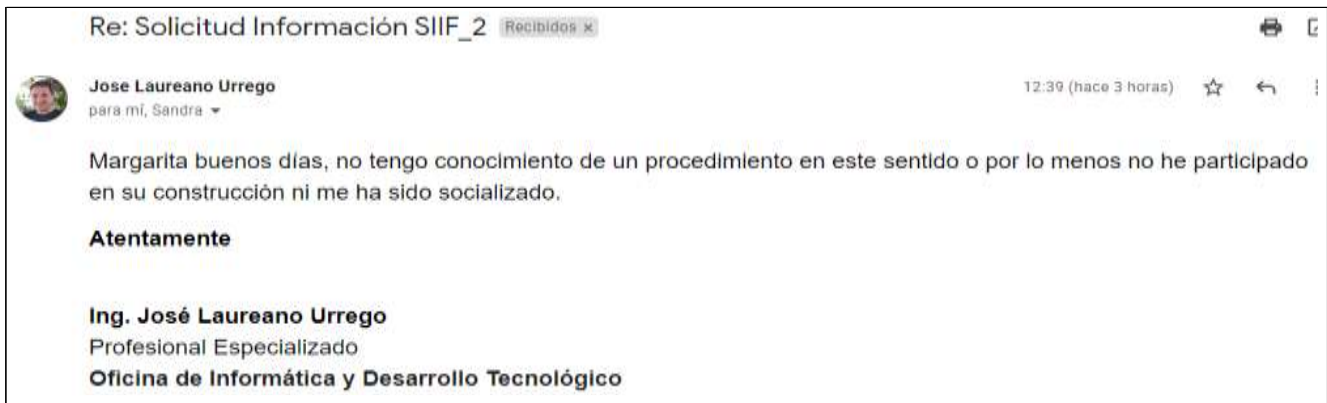 Re: Solicitud Información SIIF_2 Recibidos x
Jose Laureano Urrego 12:39 (hace 3 horas)
para mí, Sandra
Margarita buenos días, no tengo conocimiento de un procedimiento en este sentido o por lo menos no he participado
en su construcción ni me ha sido socializado.
Atentamente
Ing. José Laureano Urrego
Profesional Especializado
Oficina de Informática y Desarrollo Tecnológico